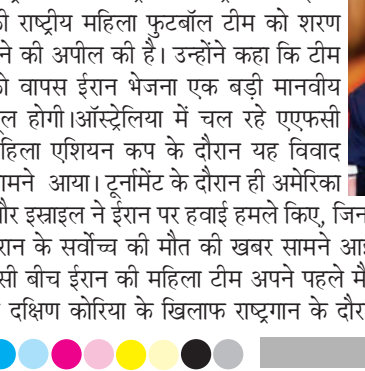 राष्ट्रीय महिला फुटबॉल टीम को शरण
ने की अपील की है। उन्होंने कहा कि टीम
वापस ईरान भेजना एक बड़ी मानवीय
होगी।ऑस्ट्रेलिया में चल रहे एएफसी
हिला एशियन कप के दौरान यह विवाद
मने आया। टूर्नामेंट के दौरान ही अमेरिका
और इस्राइल ने ईरान पर हवाई हमले किए, जिन
रान के सर्वोच्च की मौत की खबर सामने आई
सी बीच ईरान की महिला टीम अपने पहले मै
दक्षिण कोरिया के खिलाफ राष्ट्रगान के दौर